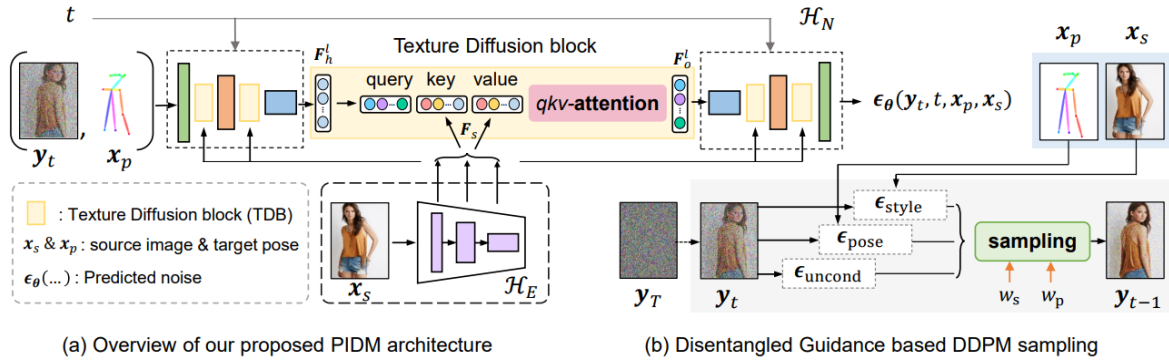 t
𝓗_N
F_h^l
Texture Diffusion block
F_o^l
query key value
qkv-attention
y_t , x_p
F_s
ϵ_θ(y_t, t, x_p, x_s)
: Texture Diffusion block (TDB)
x_s & x_p : source image & target pose
ϵ_θ(...) : Predicted noise
x_s
𝓗_E
(a) Overview of our proposed PIDM architecture
x_p x_s
ϵ_style
ϵ_pose
ϵ_uncond
sampling
w_s w_p
y_T y_t y_{t−1}
(b) Disentangled Guidance based DDPM sampling